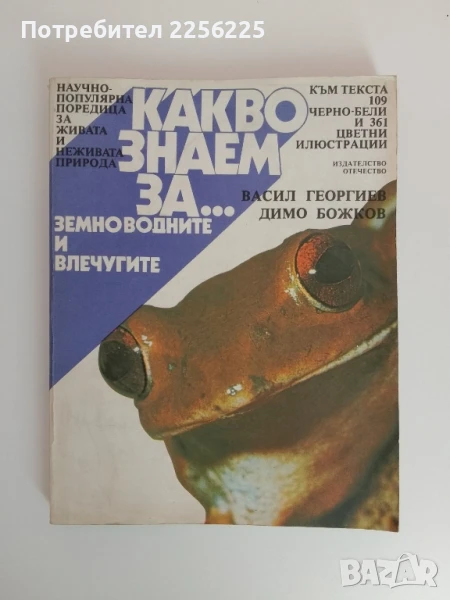 Потребител 2256225
НАУЧНО-
ПОПУЛЯРНА
ПОРЕДИЦА
ЗА
ЖИВАТА
И
НЕЖИВАТА
ПРИРОДА
КАКВО
ЗНАЕМ
ЗА...
ЗЕМНОВОДНИТЕ
И
ВЛЕЧУГИТЕ
КЪМ ТЕКСТА
109
ЧЕРНО-БЕЛИ
И 361
ЦВЕТНИ
ИЛЮСТРАЦИИ
ИЗДАТЕЛСТВО
ОТЕЧЕСТВО
ВАСИЛ ГЕОРГИЕВ
ДИМО БОЖКОВ
BAZAR